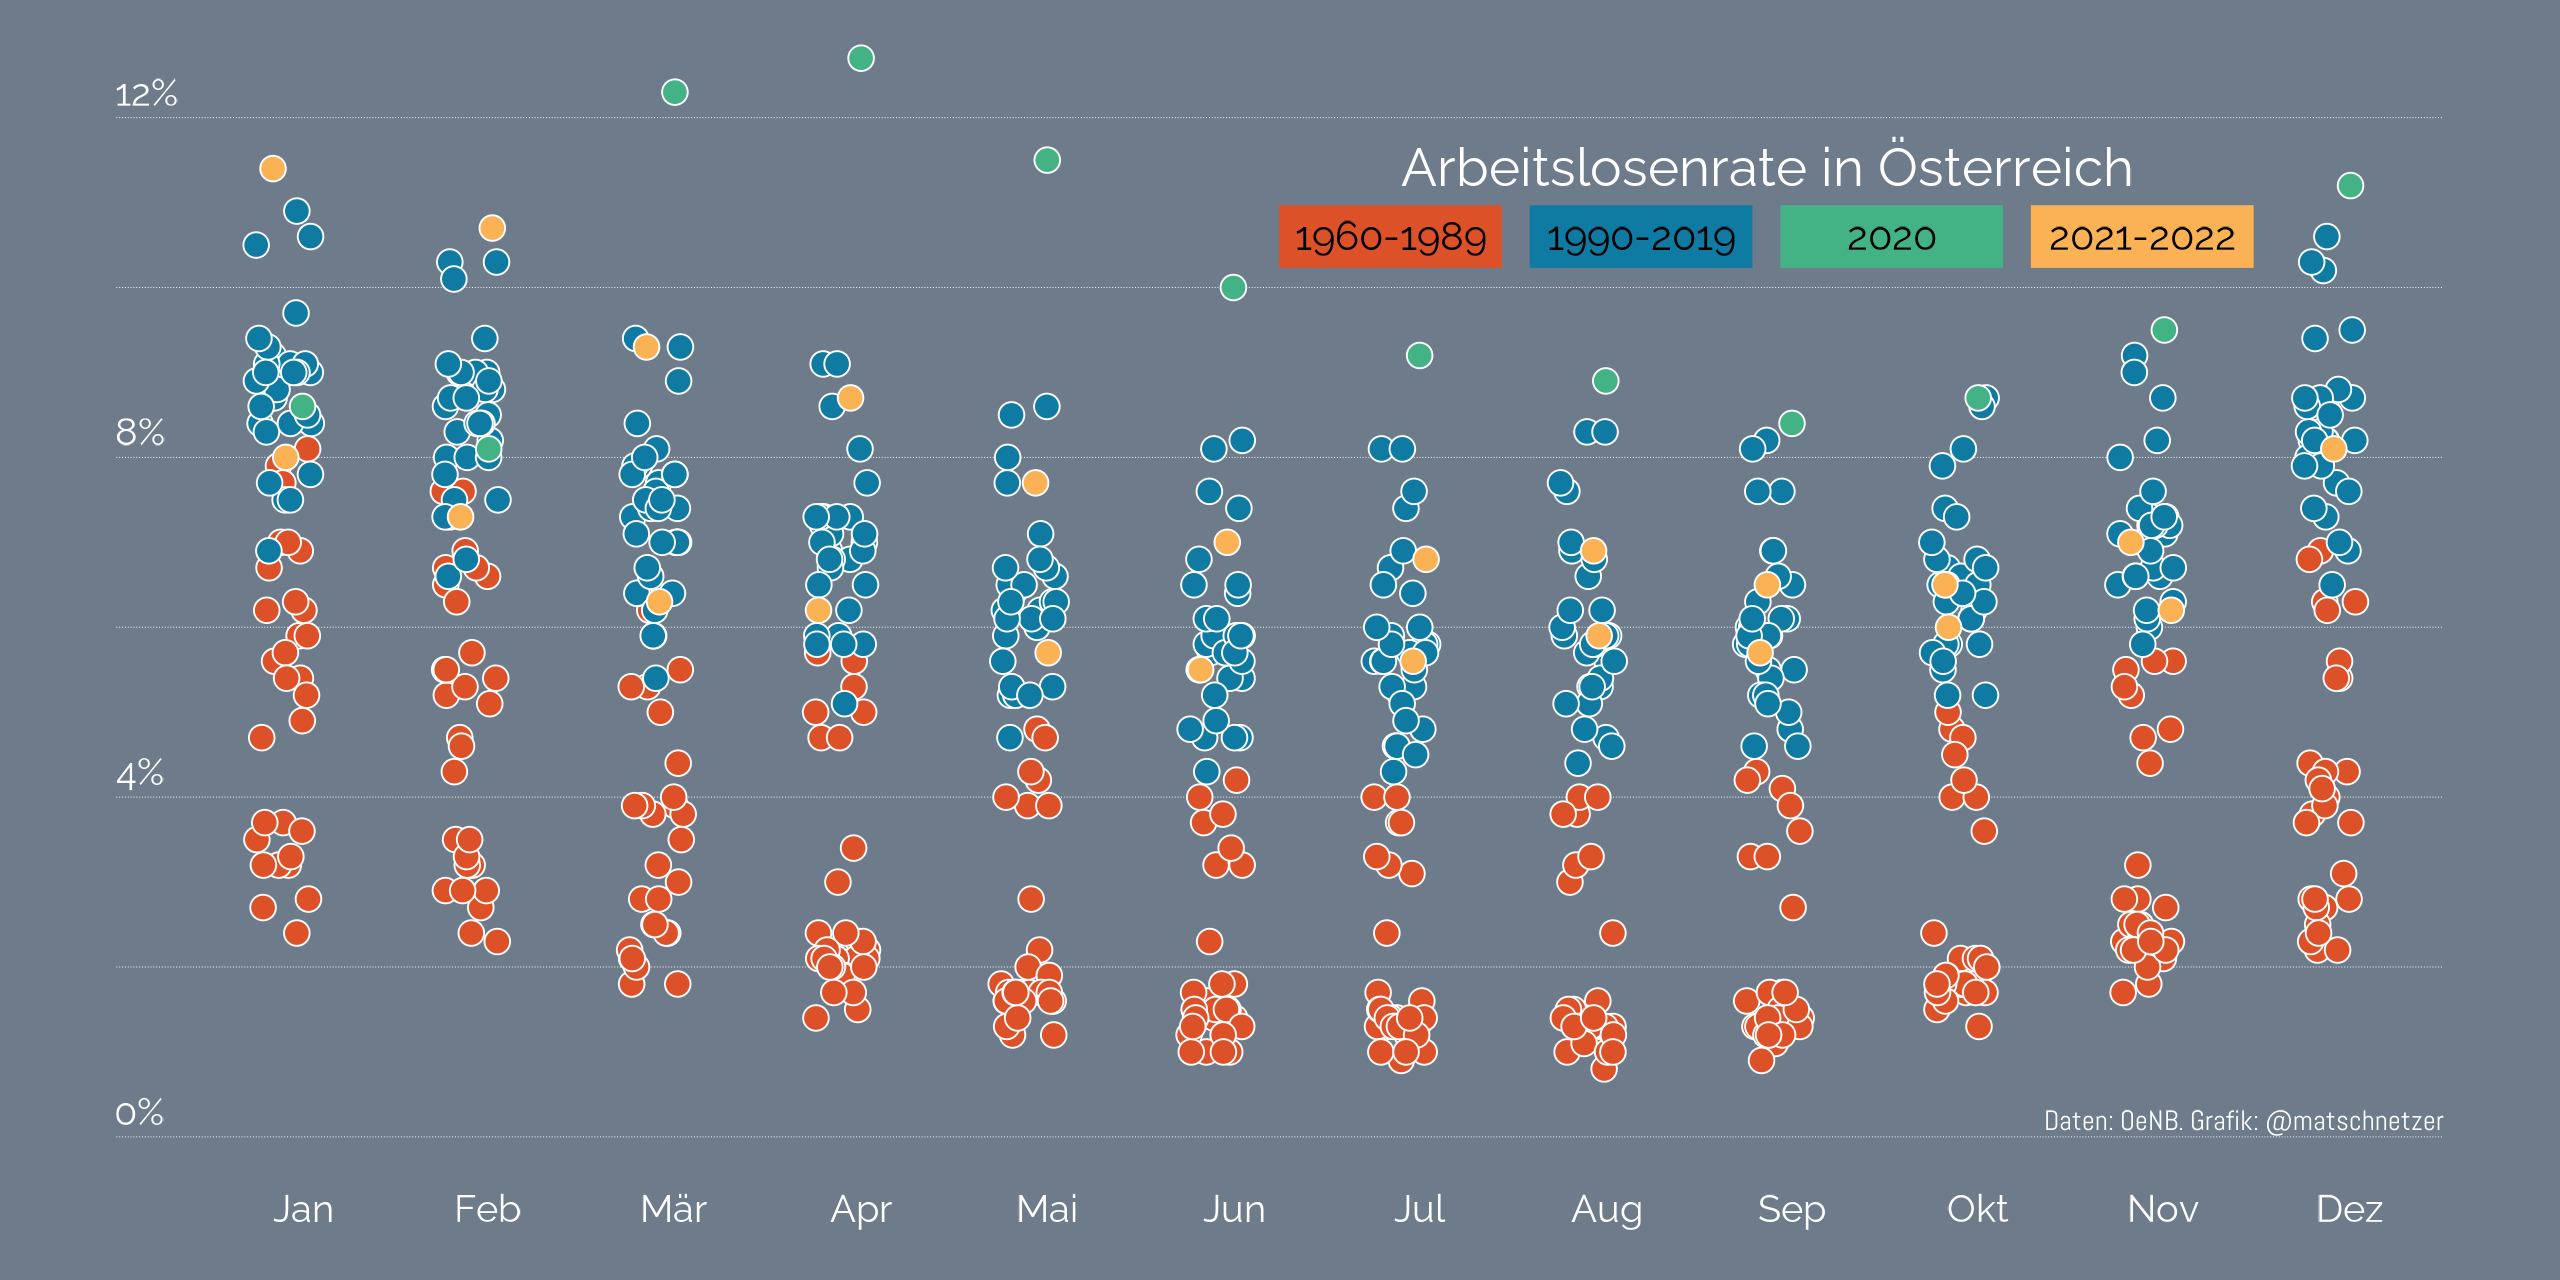 Arbeitslosenrate in Österreich
1960-1989 1990-2019 2020 2021-2022
12%
8%
4%
0%
Daten: OeNB. Grafik: @matschnetzer
Jan Feb Mär Apr Mai Jun Jul Aug Sep Okt Nov Dez